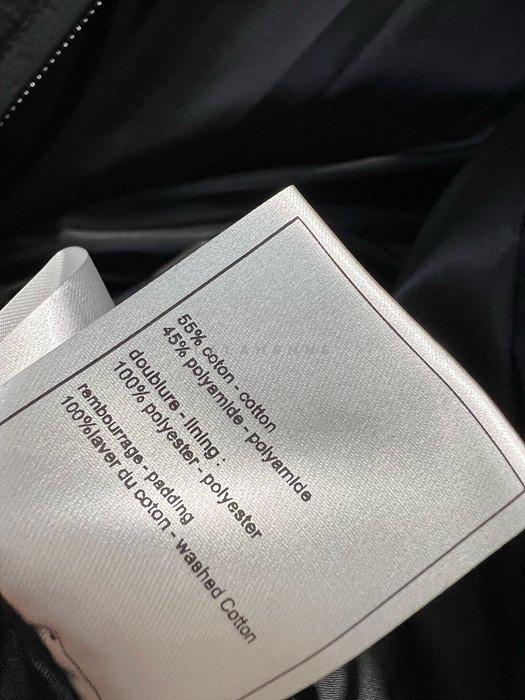 55% coton - cotton
45% polyamide - polyamide
doublure - lining :
100% polyester - polyester
rembourrage - padding
100%laver du coton - washed Cotton